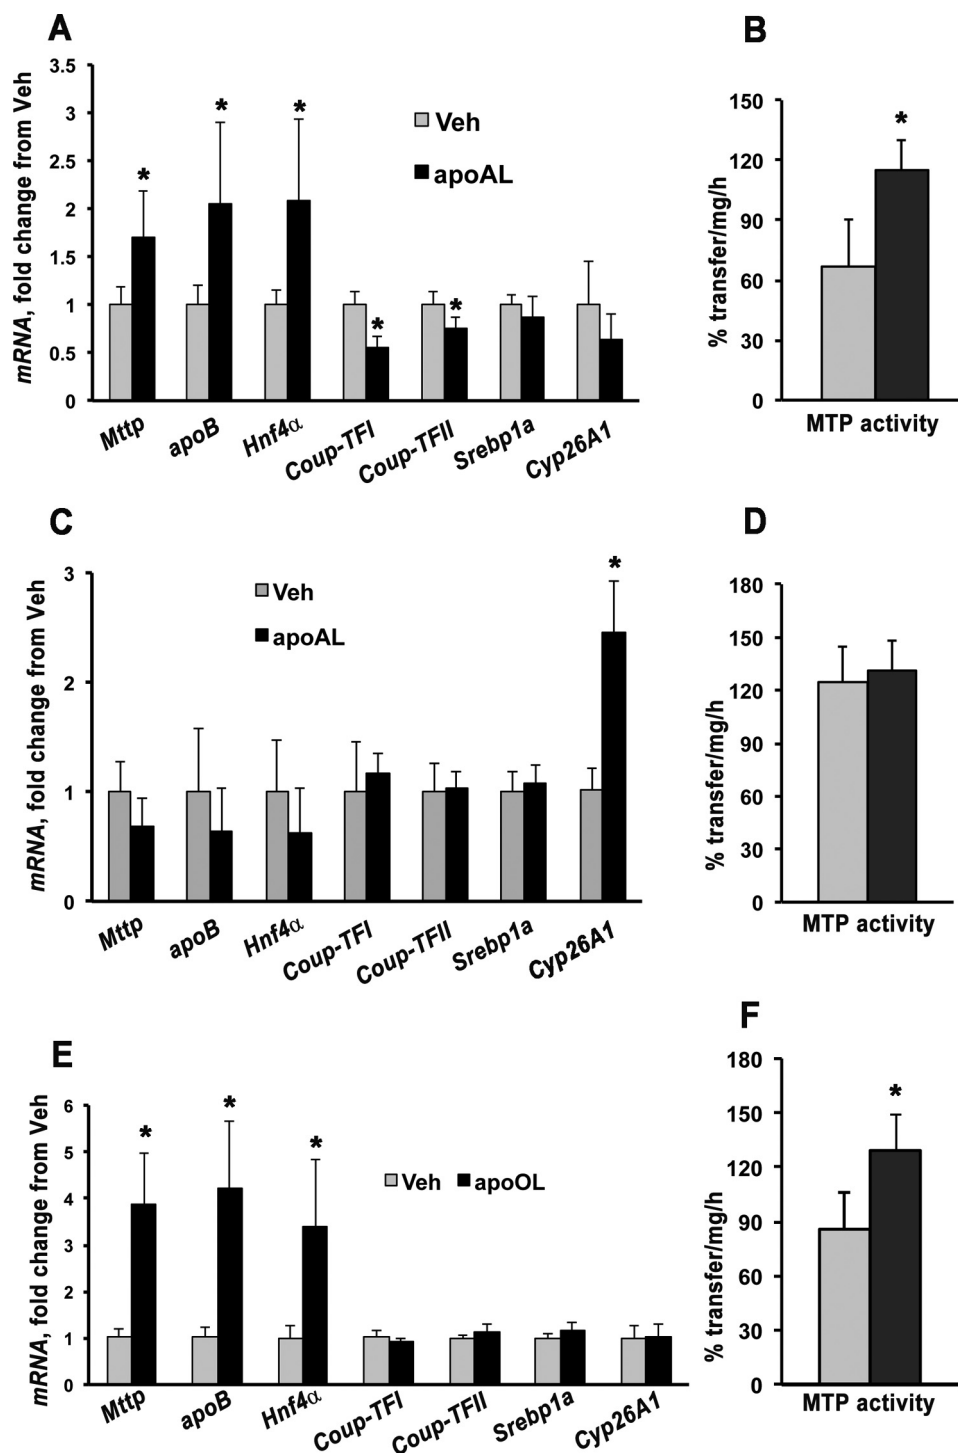 A
mRNA, fold change from Veh
3.5
3
2.5
2
1.5
1
0.5
0
* * * * *
Veh
apoAL
Mttp apoB Hnf4α Coup-TFI Coup-TFII Srebp1a Cyp26A1
B
% transfer/mg/h
150
120
90
60
30
0
*
MTP activity
C
mRNA, fold change from Veh
3
2
1
0
*
Veh
apoAL
Mttp apoB Hnf4α Coup-TFI Coup-TFII Srebp1a Cyp26A1
D
% transfer/mg/h
180
150
120
90
60
30
0
MTP activity
E
mRNA, fold change from Veh
6
5
4
3
2
1
0
* * *
Veh apoOL
Mttp apoB Hnf4α Coup-TFI Coup-TFII Srebp1a Cyp26A1
F
% transfer/mg/h
180
150
120
90
60
30
0
*
MTP activity